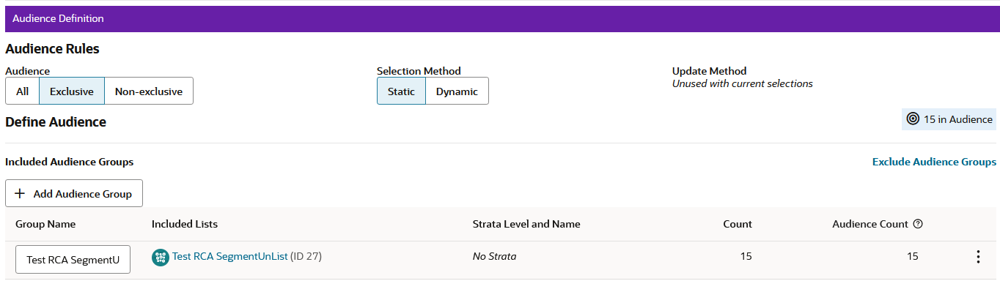 Audience Definition
Audience Rules
Audience Selection Method Update Method
All Exclusive Non-exclusive Static Dynamic Unused with current selections
Define Audience
15 in Audience
Included Audience Groups Exclude Audience Groups
+ Add Audience Group
Group Name Included Lists Strata Level and Name Count Audience Count ?
Test RCA SegmentU Test RCA SegmentUnList (ID 27) No Strata 15 15